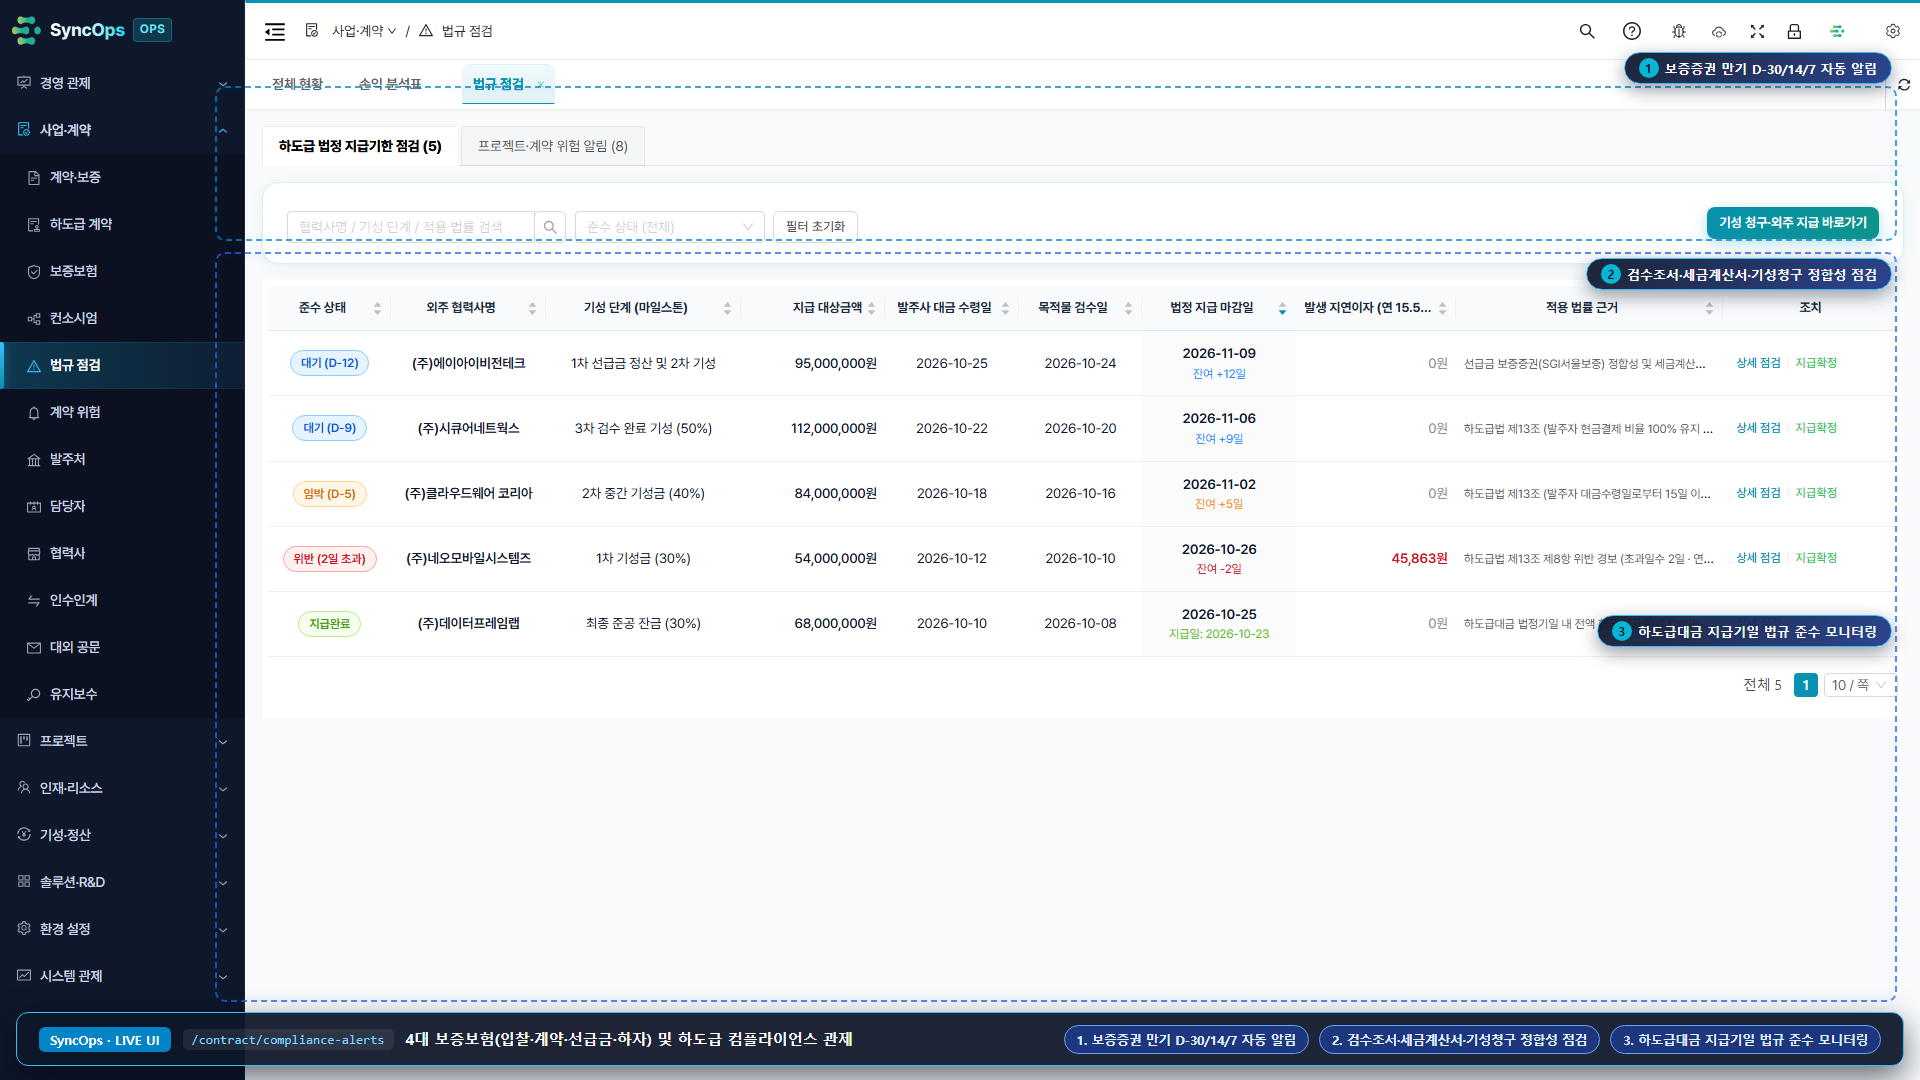 SyncOps OPS
경영 관제
사업·계약
계약·보증
하도급 계약
보증보험
컨소시엄
법규 점검
계약 위험
발주처
담당자
협력사
인수인계
대외 공문
유지보수
프로젝트
인재·리소스
기성·정산
솔루션·R&D
환경 설정
시스템 관제
사업·계약 / 법규 점검
전체 현황 손익 분석표 법규 점검 ×
1 보증증권 만기 D-30/14/7 자동 알림
하도급 법정 지급기한 점검 (5) 프로젝트·계약 위험 알림 (8)
협력사명 / 기성 단계 / 적용 법률 검색 준수 상태 (전체) 필터 초기화 기성 청구·외주 지급 바로가기
2 검수조서·세금계산서·기성청구 정합성 점검
준수 상태 외주 협력사명 기성 단계 (마일스톤) 지급 대상금액 발주사 대금 수령일 목적물 검수일 법정 지급 마감일 발생 지연이자 (연 15.5... 적용 법률 근거 조치
대기 (D-12) (주)에이아이비전테크 1차 선급금 정산 및 2차 기성 95,000,000원 2026-10-25 2026-10-24 2026-11-09 잔여 +12일 0원 선급금 보증증권(SGI서울보증) 정합성 및 세금계산... 상세 점검 지급확정
대기 (D-9) (주)시큐어네트웍스 3차 검수 완료 기성 (50%) 112,000,000원 2026-10-22 2026-10-20 2026-11-06 잔여 +9일 0원 하도급법 제13조 (발주자 현금결제 비율 100% 유지 ... 상세 점검 지급확정
임박 (D-5) (주)클라우드웨어 코리아 2차 중간 기성금 (40%) 84,000,000원 2026-10-18 2026-10-16 2026-11-02 잔여 +5일 0원 하도급법 제13조 (발주자 대금수령일로부터 15일 이... 상세 점검 지급확정
위반 (2일 초과) (주)네오모바일시스템즈 1차 기성금 (30%) 54,000,000원 2026-10-12 2026-10-10 2026-10-26 잔여 -2일 45,863원 하도급법 제13조 제8항 위반 경보 (초과일수 2일 · 연... 상세 점검 지급확정
지급완료 (주)데이터프레임랩 최종 준공 잔금 (30%) 68,000,000원 2026-10-10 2026-10-08 2026-10-25 지급일: 2026-10-23 0원 하도급대금 법정기일 내 전액
3 하도급대금 지급기일 법규 준수 모니터링
전체 5 1 10 / 쪽
SyncOps · LIVE UI /contract/compliance-alerts 4대 보증보험(입찰·계약·선급금·하자) 및 하도급 컴플라이언스 관제 1. 보증증권 만기 D-30/14/7 자동 알림 2. 검수조서·세금계산서·기성청구 정합성 점검 3. 하도급대금 지급기일 법규 준수 모니터링